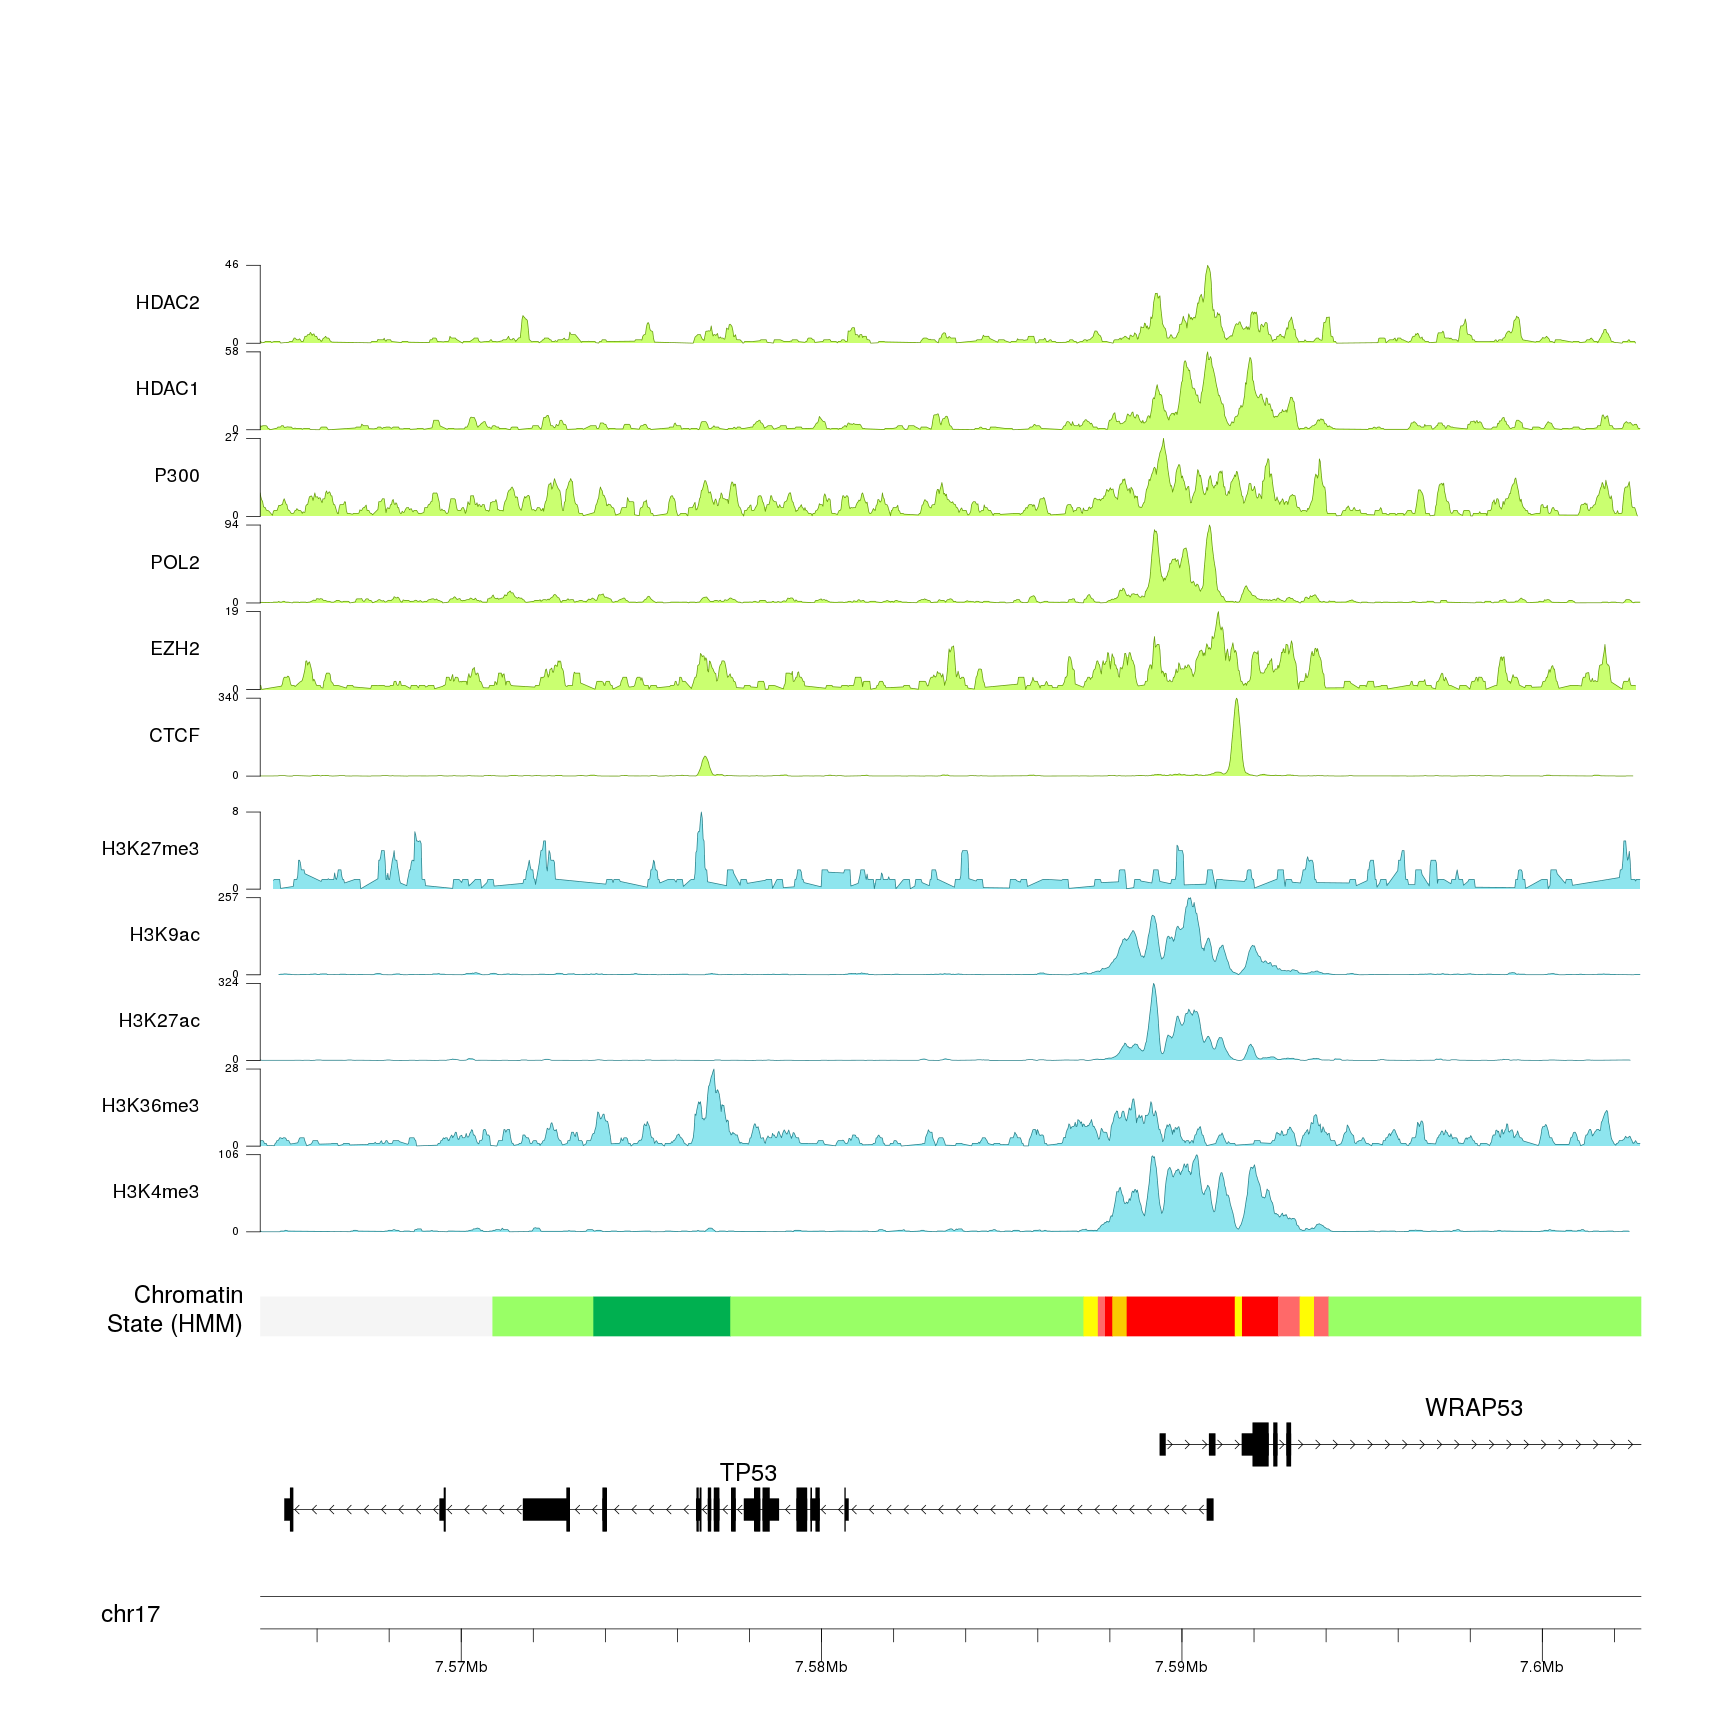 46
HDAC2
0
58
HDAC1
0
27
P300
0
94
POL2
0
19
EZH2
0
340
CTCF
0
8
H3K27me3
0
257
H3K9ac
0
324
H3K27ac
0
28
H3K36me3
0
106
H3K4me3
0
Chromatin
State (HMM)
WRAP53
TP53
chr17
7.57Mb 7.58Mb 7.59Mb 7.6Mb